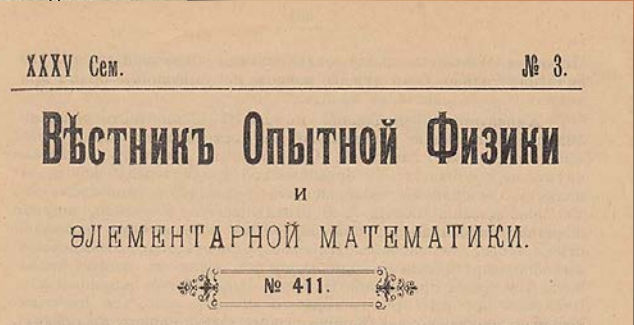 XXXV Сем.
№ 3.
Вѣстникъ Опытной Физики
и
Элементарной Математики.
№ 411.